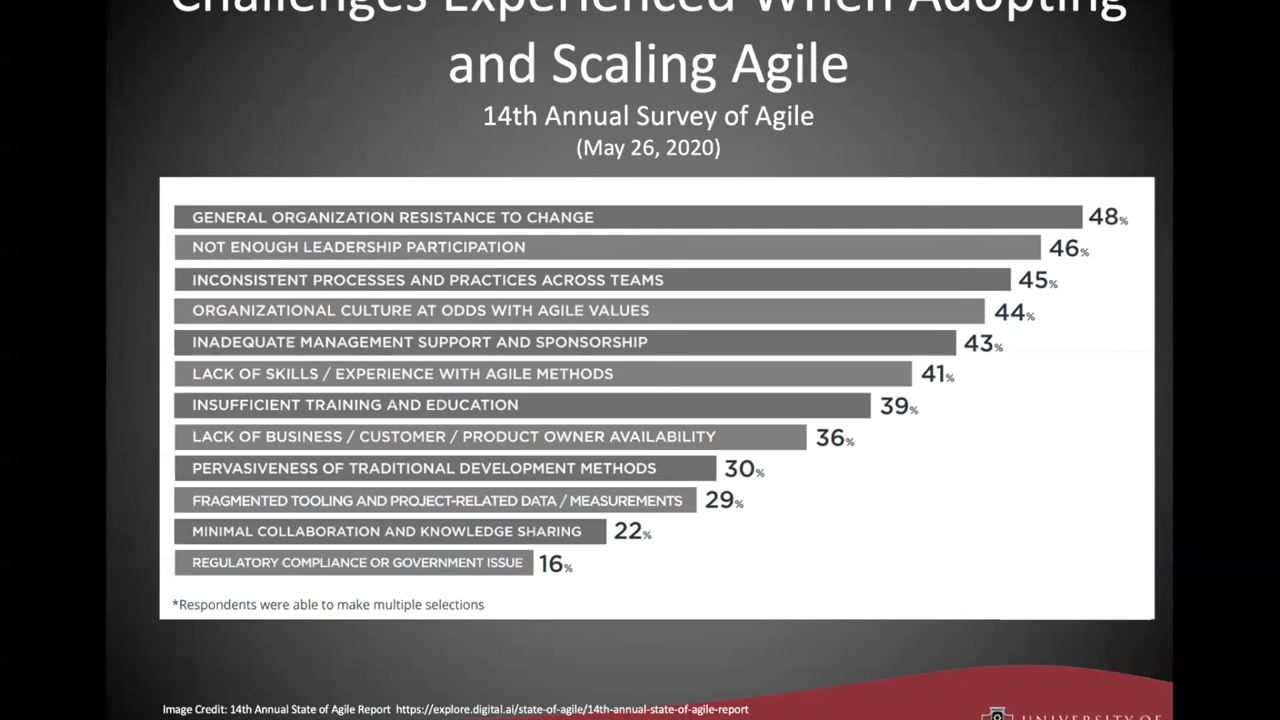 Challenges Experienced When Adopting
and Scaling Agile
14th Annual Survey of Agile
(May 26, 2020)
GENERAL ORGANIZATION RESISTANCE TO CHANGE 48%
NOT ENOUGH LEADERSHIP PARTICIPATION 46%
INCONSISTENT PROCESSES AND PRACTICES ACROSS TEAMS 45%
ORGANIZATIONAL CULTURE AT ODDS WITH AGILE VALUES 44%
INADEQUATE MANAGEMENT SUPPORT AND SPONSORSHIP 43%
LACK OF SKILLS / EXPERIENCE WITH AGILE METHODS 41%
INSUFFICIENT TRAINING AND EDUCATION 39%
LACK OF BUSINESS / CUSTOMER / PRODUCT OWNER AVAILABILITY 36%
PERVASIVENESS OF TRADITIONAL DEVELOPMENT METHODS 30%
FRAGMENTED TOOLING AND PROJECT-RELATED DATA / MEASUREMENTS 29%
MINIMAL COLLABORATION AND KNOWLEDGE SHARING 22%
REGULATORY COMPLIANCE OR GOVERNMENT ISSUE 16%
*Respondents were able to make multiple selections
Image Credit: 14th Annual State of Agile Report https://explore.digital.ai/state-of-agile/14th-annual-state-of-agile-report
UNIVERSITY OF